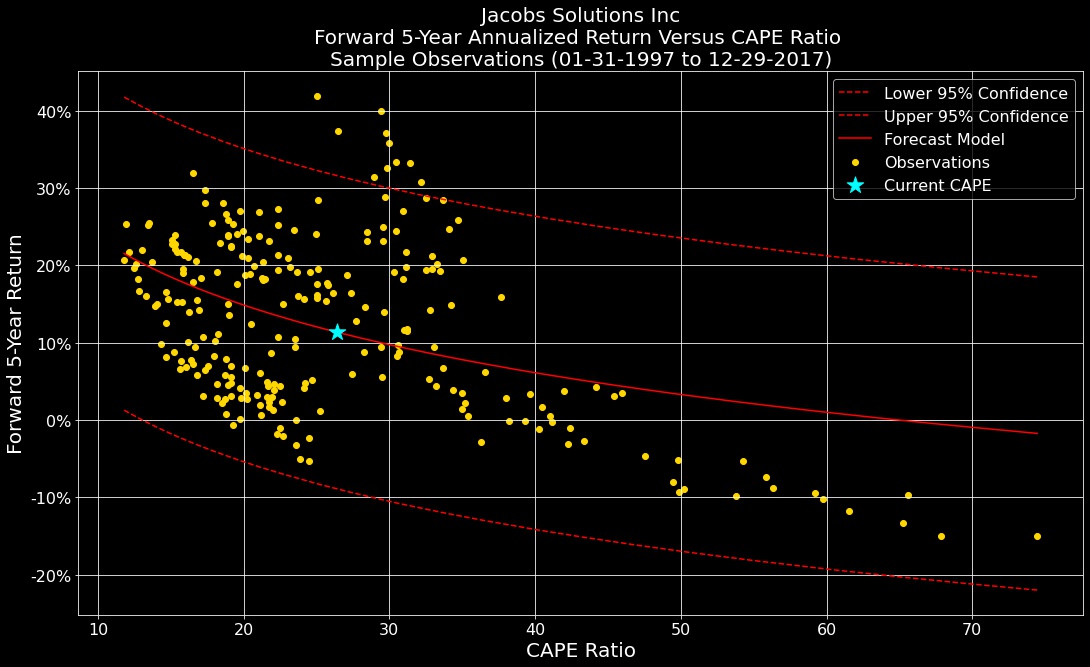 Jacobs Solutions Inc
Forward 5-Year Annualized Return Versus CAPE Ratio
Sample Observations (01-31-1997 to 12-29-2017)
Lower 95% Confidence
Upper 95% Confidence
Forecast Model
Observations
Current CAPE
Forward 5-Year Return
40%
30%
20%
10%
0%
-10%
-20%
10 20 30 40 50 60 70
CAPE Ratio